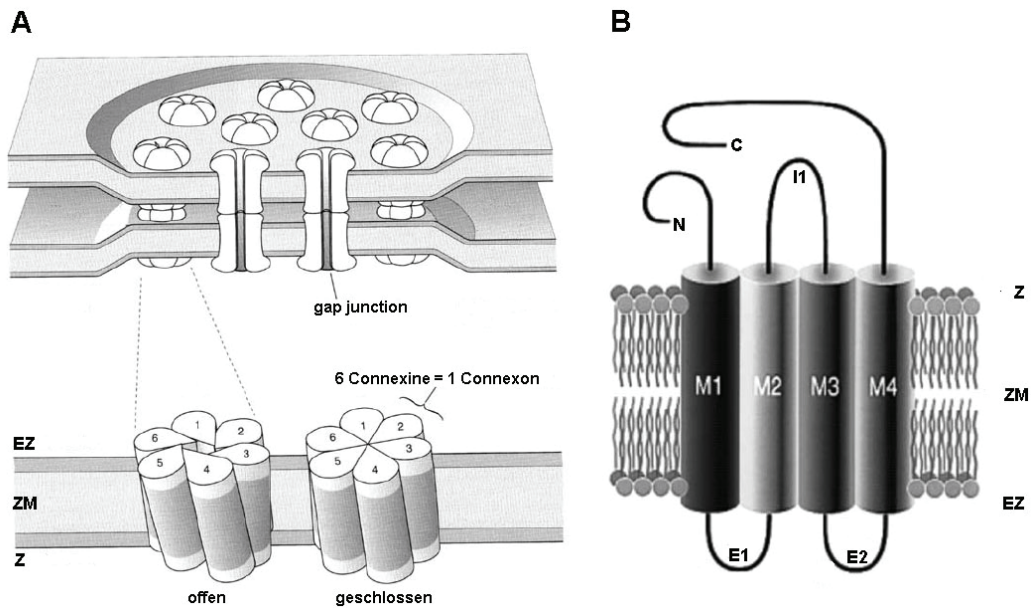 A
gap junction
6 Connexine = 1 Connexon
1
2
3
4
5
6
1
2
3
4
5
6
EZ
ZM
Z
offen
geschlossen
B
C
N
I1
M1
M2
M3
M4
Z
ZM
EZ
E1
E2